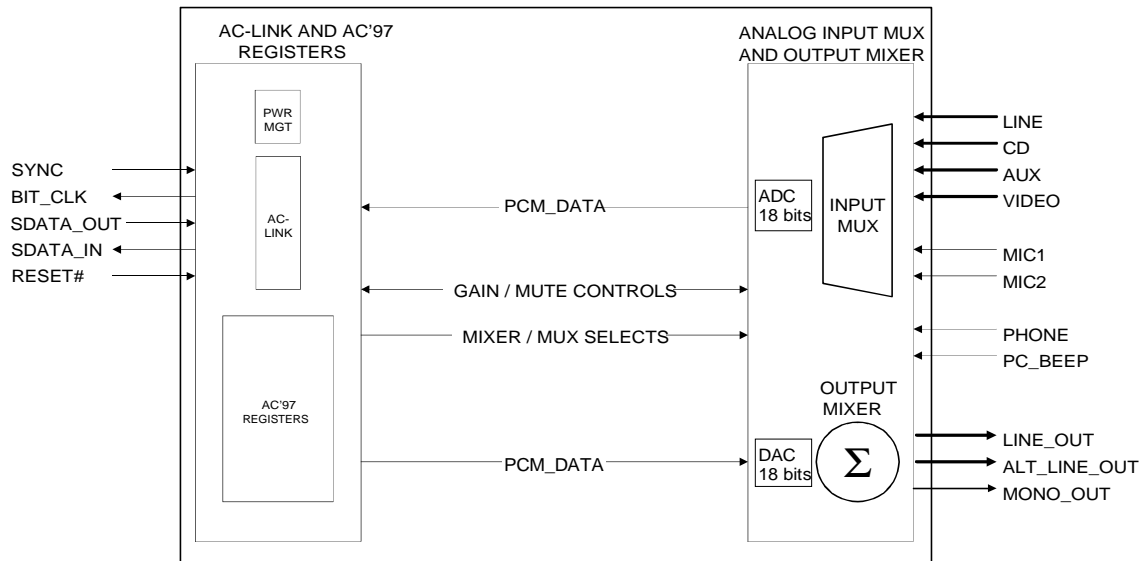 AC-LINK AND AC'97
REGISTERS
ANALOG INPUT MUX
AND OUTPUT MIXER
PWR
MGT
SYNC
BIT_CLK
SDATA_OUT
SDATA_IN
RESET#
AC-
LINK
AC'97
REGISTERS
PCM_DATA
GAIN / MUTE CONTROLS
MIXER / MUX SELECTS
PCM_DATA
ADC
18 bits
INPUT
MUX
OUTPUT
MIXER
DAC
18 bits
Σ
LINE
CD
AUX
VIDEO
MIC1
MIC2
PHONE
PC_BEEP
LINE_OUT
ALT_LINE_OUT
MONO_OUT